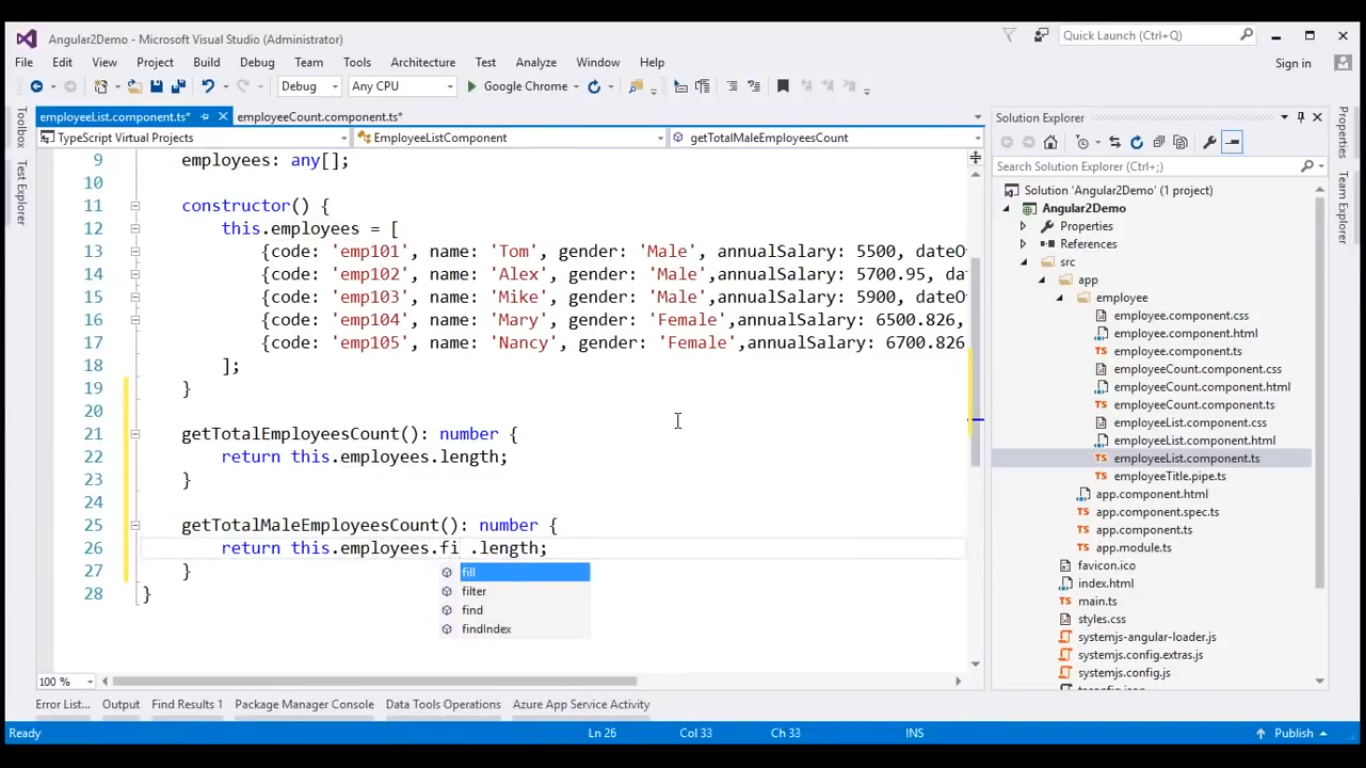 Angular2Demo - Microsoft Visual Studio (Administrator)
Quick Launch (Ctrl+Q)
File Edit View Project Build Debug Team Tools Architecture Test Analyze Window Help
Sign in
Debug Any CPU Google Chrome
Toolbox
Test Explorer
employeeList.component.ts* employeeCount.component.ts*
TypeScript Virtual Projects EmployeeListComponent getTotalMaleEmployeesCount
9 employees: any[];
10
11 constructor() {
12 this.employees = [
13 {code: 'emp101', name: 'Tom', gender: 'Male', annualSalary: 5500, dateO
14 {code: 'emp102', name: 'Alex', gender: 'Male',annualSalary: 5700.95, da
15 {code: 'emp103', name: 'Mike', gender: 'Male',annualSalary: 5900, dateO
16 {code: 'emp104', name: 'Mary', gender: 'Female',annualSalary: 6500.826,
17 {code: 'emp105', name: 'Nancy', gender: 'Female',annualSalary: 6700.826
18 ];
19 }
20
21 getTotalEmployeesCount(): number {
22 return this.employees.length;
23 }
24
25 getTotalMaleEmployeesCount(): number {
26 return this.employees.fi .length;
27 }
28 }
fill
filter
find
findIndex
100 %
Solution Explorer
Search Solution Explorer (Ctrl+;)
Solution 'Angular2Demo' (1 project)
Angular2Demo
Properties
References
src
app
employee
employee.component.css
employee.component.html
employee.component.ts
employeeCount.component.css
employeeCount.component.html
employeeCount.component.ts
employeeList.component.css
employeeList.component.html
employeeList.component.ts
employeeTitle.pipe.ts
app.component.html
app.component.spec.ts
app.component.ts
app.module.ts
favicon.ico
index.html
main.ts
styles.css
systemjs-angular-loader.js
systemjs.config.extras.js
systemjs.config.js
Properties
Team Explorer
Error List... Output Find Results 1 Package Manager Console Data Tools Operations Azure App Service Activity
Ready Ln 26 Col 33 Ch 33 INS Publish